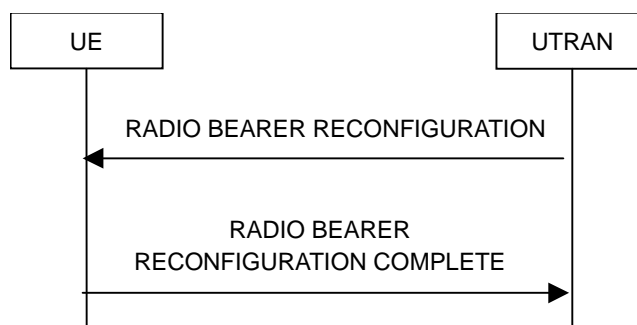 UE
UTRAN
RADIO BEARER RECONFIGURATION
RADIO BEARER
RECONFIGURATION COMPLETE